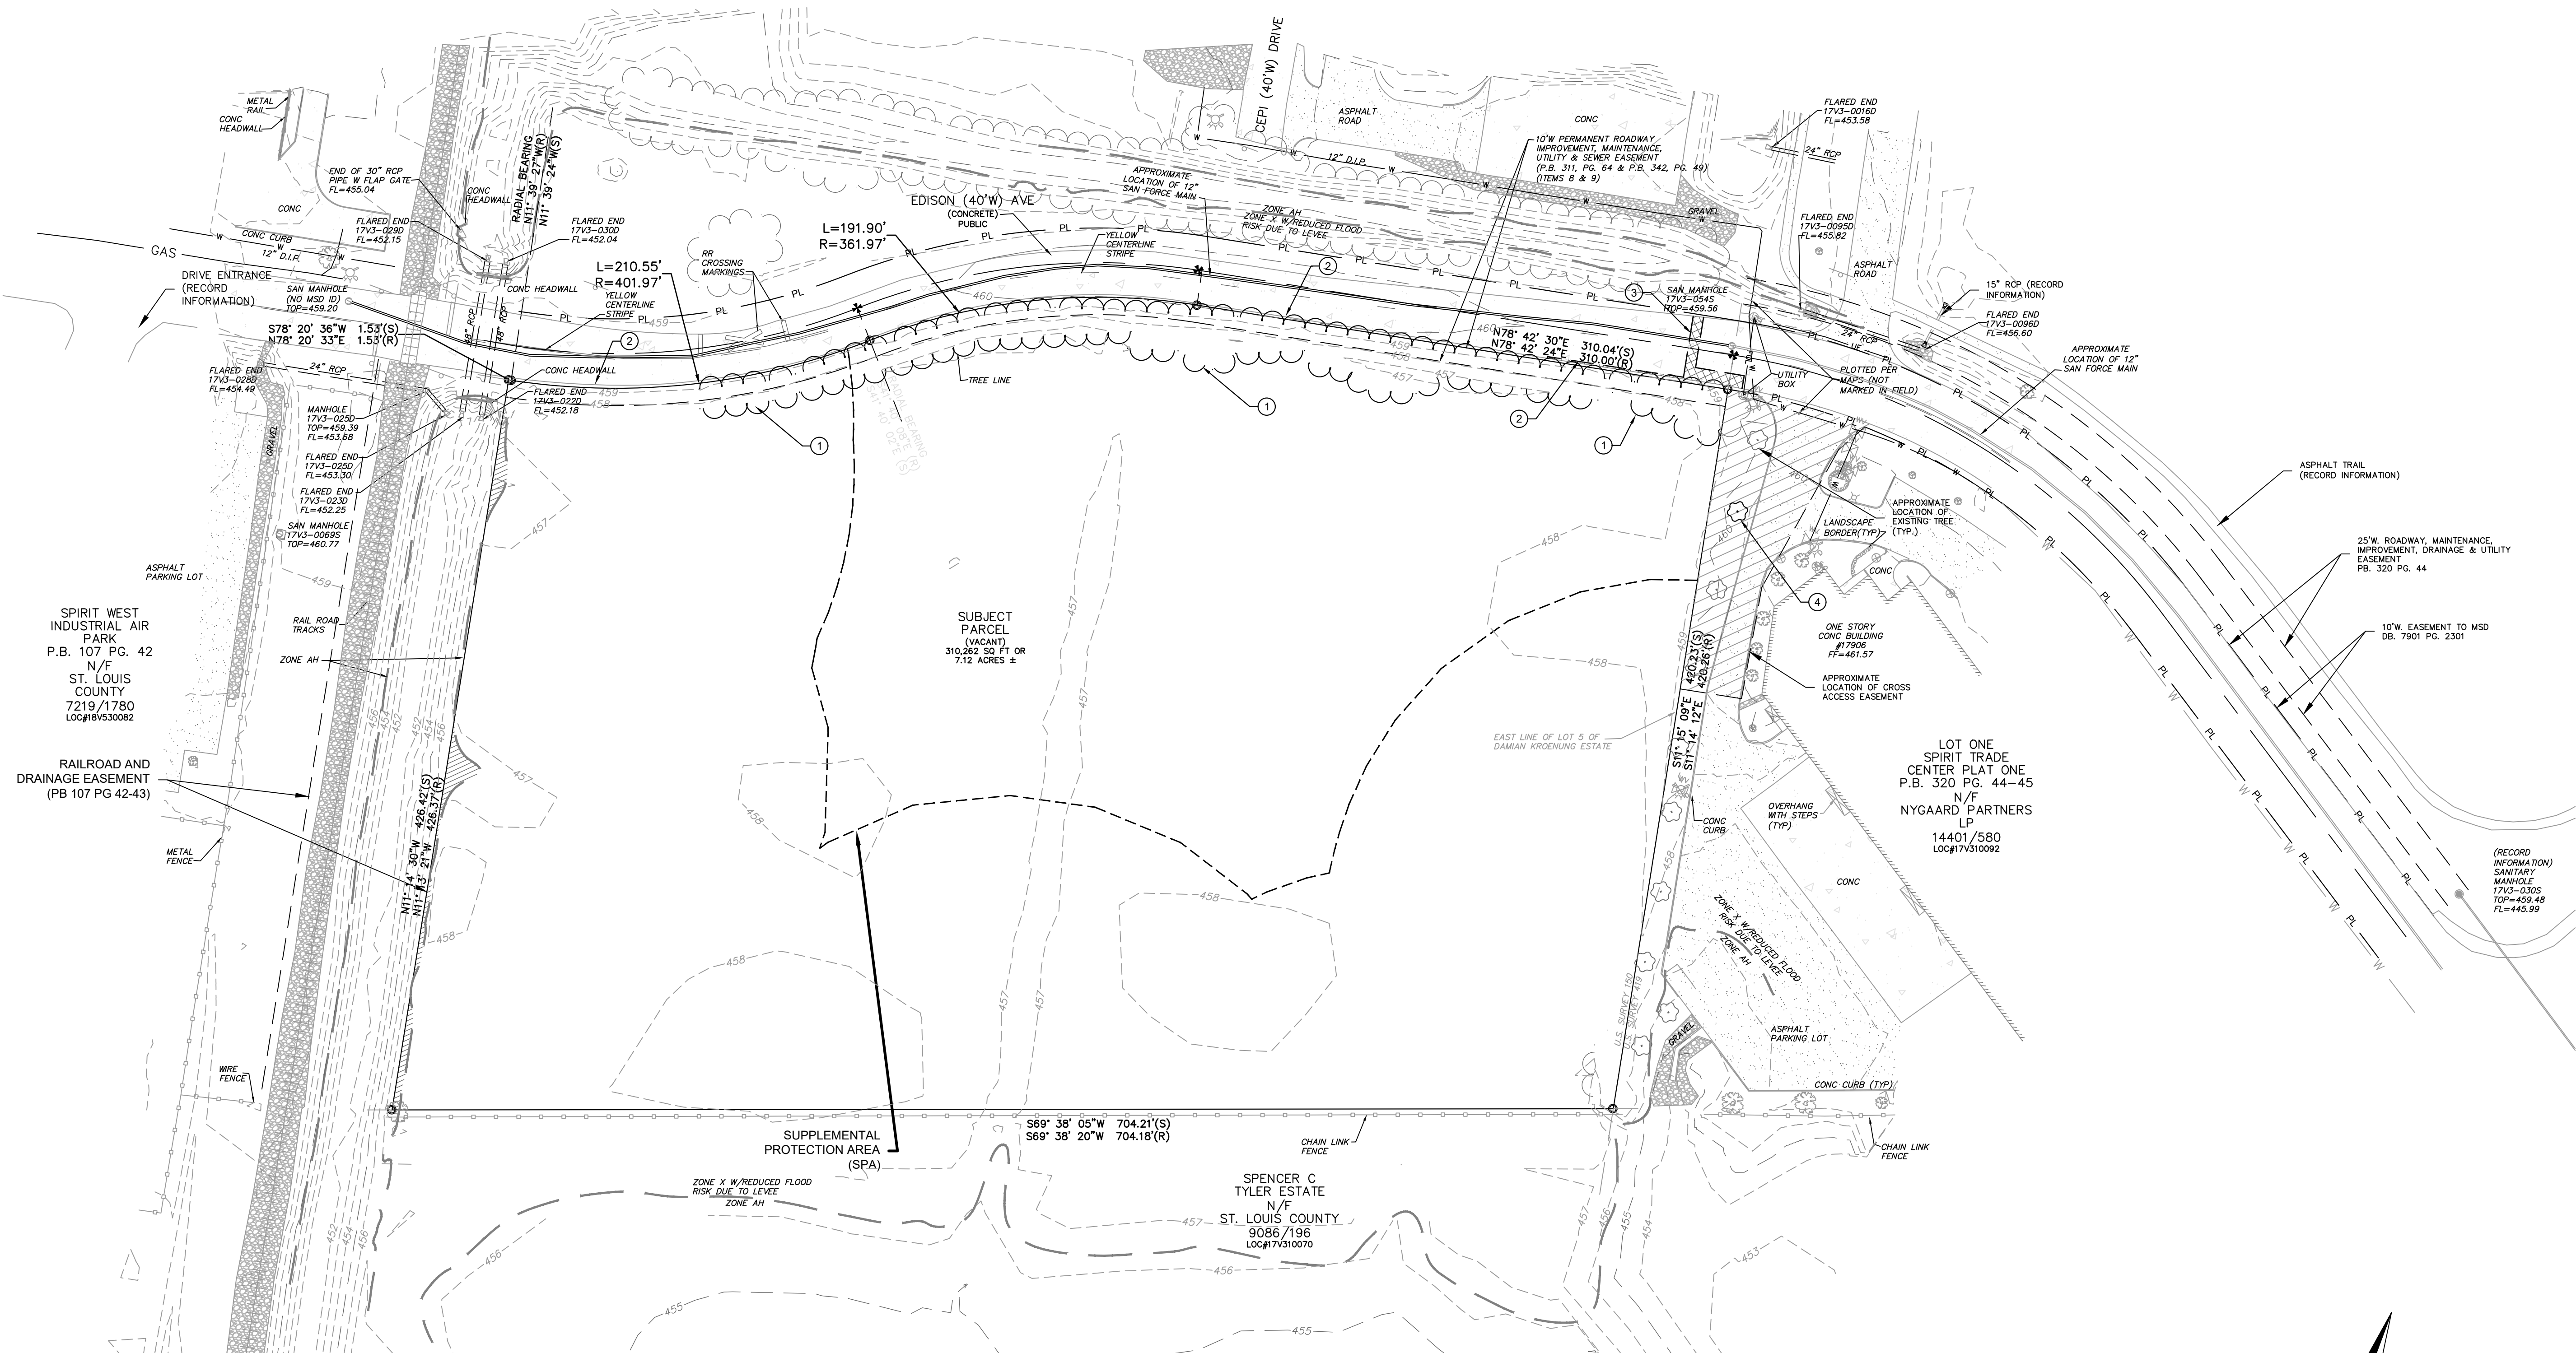 METAL
RAIL
CONC
HEADWALL
CONC
END OF 30" RCP
PIPE W FLAP GATE
FL=455.04
CONC
HEADWALL
RADIAL BEARING
N11° 39' 27"W(R)
N11° 39' 24"W(S)
FLARED END
17V3-029D
FL=452.15
FLARED END
17V3-030D
FL=452.04
CONC CURB
W
12" D.I.P.
GAS
DRIVE ENTRANCE
(RECORD
INFORMATION)
SAN MANHOLE
(NO MSD ID)
TOP=459.20
CONC HEADWALL
48" RCP
48" RCP
S78° 20' 36"W 1.53'(S)
N78° 20' 33"E 1.53'(R)
L=210.55'
R=401.97'
YELLOW
CENTERLINE
STRIPE
RR
CROSSING
MARKINGS
L=191.90'
R=361.97'
EDISON (40'W) AVE
(CONCRETE)
PUBLIC
YELLOW
CENTERLINE
STRIPE
APPROXIMATE
LOCATION OF 12"
SAN FORCE MAIN
CEPI (40'W) DRIVE
ASPHALT
ROAD
CONC
12" D.I.P.
ZONE AH
ZONE X W/REDUCED FLOOD
RISK DUE TO LEVEE
10'W PERMANENT ROADWAY
IMPROVEMENT, MAINTENANCE,
UTILITY & SEWER EASEMENT
(P.B. 311, PG. 64 & P.B. 342, PG. 49)
(ITEMS 8 & 9)
GRAVEL
FLARED END
17V3-0016D
FL=453.58
24" RCP
FLARED END
17V3-0095D
FL=455.82
ASPHALT
ROAD
15" RCP (RECORD
INFORMATION)
FLARED END
17V3-0096D
FL=456.60
24" RCP
SAN MANHOLE
17V3-054S
TOP=459.56
N78° 42' 30"E 310.04'(S)
N78° 42' 24"E 310.00'(R)
UTILITY
BOX
PLOTTED PER
MAPS (NOT
MARKED IN FIELD)
APPROXIMATE
LOCATION OF 12"
SAN FORCE MAIN
TREE LINE
24" RCP
FLARED END
17V3-028D
FL=454.49
CONC HEADWALL
FLARED END
17V3-022D
FL=452.18
MANHOLE
17V3-025D
TOP=459.39
FL=453.68
FLARED END
17V3-025D
FL=453.30
FLARED END
17V3-023D
FL=452.25
SAN MANHOLE
17V3-0069S
TOP=460.77
GRAVEL
ASPHALT
PARKING LOT
SPIRIT WEST
INDUSTRIAL AIR
PARK
P.B. 107 PG. 42
N/F
ST. LOUIS
COUNTY
7219/1780
LOC#18V530082
RAIL ROAD
TRACKS
ZONE AH
RAILROAD AND
DRAINAGE EASEMENT
(PB 107 PG 42-43)
METAL
FENCE
WIRE
FENCE
N11° 14' 30"W 426.42'(S)
N11° 13' 21"W 426.37'(R)
SUBJECT
PARCEL
(VACANT)
310,262 SQ FT OR
7.12 ACRES ±
SUPPLEMENTAL
PROTECTION AREA
(SPA)
S69° 38' 05"W 704.21'(S)
S69° 38' 20"W 704.18'(R)
CHAIN LINK
FENCE
SPENCER C
TYLER ESTATE
N/F
ST. LOUIS COUNTY
9086/196
LOC#17V310070
ZONE X W/REDUCED FLOOD
RISK DUE TO LEVEE
ZONE AH
EAST LINE OF LOT 5 OF
DAMIAN KROENUNG ESTATE
S11° 15' 09"E 420.23'(S)
S11° 14' 12"E 420.26'(R)
U.S. SURVEY 150
U.S. SURVEY 419
LANDSCAPE
BORDER(TYP)
APPROXIMATE
LOCATION OF
EXISTING TREE
(TYP.)
CONC
ONE STORY
CONC BUILDING
#17906
FF=461.57
APPROXIMATE
LOCATION OF CROSS
ACCESS EASEMENT
OVERHANG
WITH STEPS
(TYP)
CONC
CURB
CONC
ZONE X W/REDUCED FLOOD
RISK DUE TO LEVEE
ZONE AH
ASPHALT
PARKING LOT
GRAVEL
CONC CURB (TYP)
CHAIN LINK
FENCE
LOT ONE
SPIRIT TRADE
CENTER PLAT ONE
P.B. 320 PG. 44-45
N/F
NYGAARD PARTNERS
LP
14401/580
LOC#17V310092
ASPHALT TRAIL
(RECORD INFORMATION)
25'W. ROADWAY, MAINTENANCE,
IMPROVEMENT, DRAINAGE & UTILITY
EASEMENT
PB. 320 PG. 44
10'W. EASEMENT TO MSD
DB. 7901 PG. 2301
(RECORD
INFORMATION)
SANITARY
MANHOLE
17V3-030S
TOP=459.48
FL=445.99